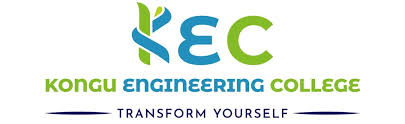 KEC
KONGU ENGINEERING COLLEGE
TRANSFORM YOURSELF